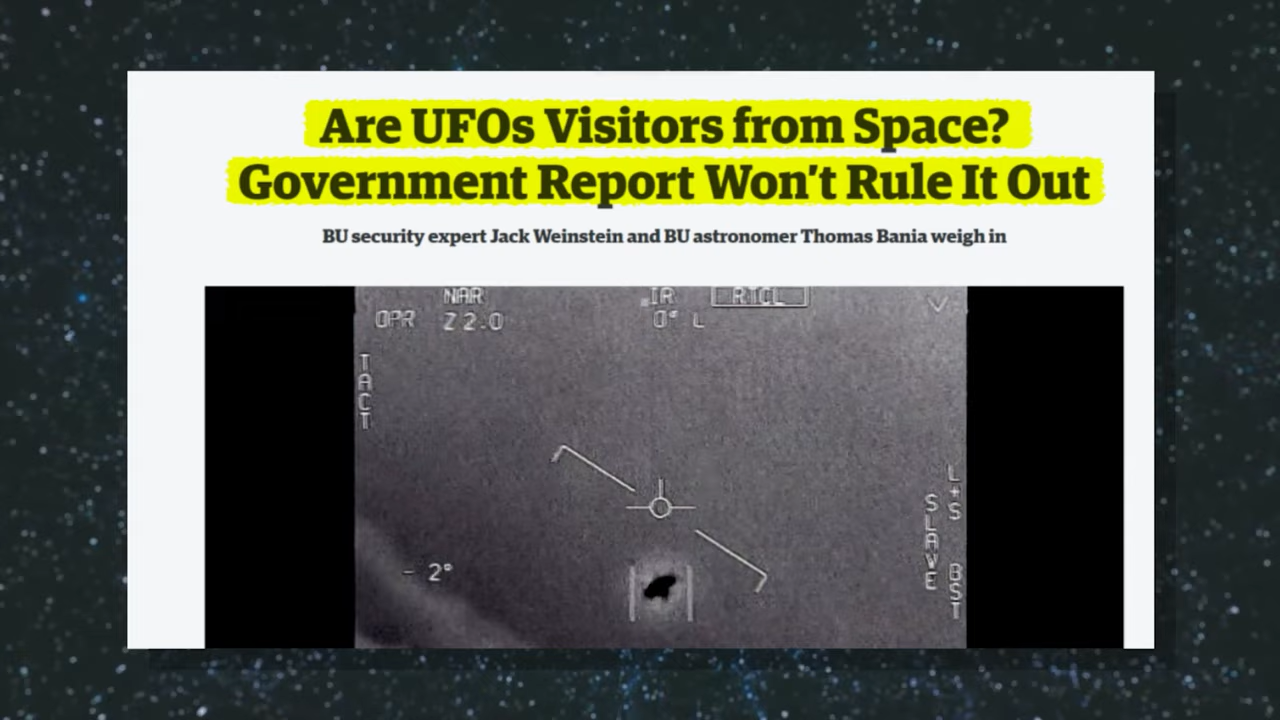 Are UFOs Visitors from Space?
Government Report Won't Rule It Out
BU security expert Jack Weinstein and BU astronomer Thomas Bania weigh in
NAR IR RTCL
OPR Z 2.0 0° L
TACT
L+S
SLAVE BST
- 2°